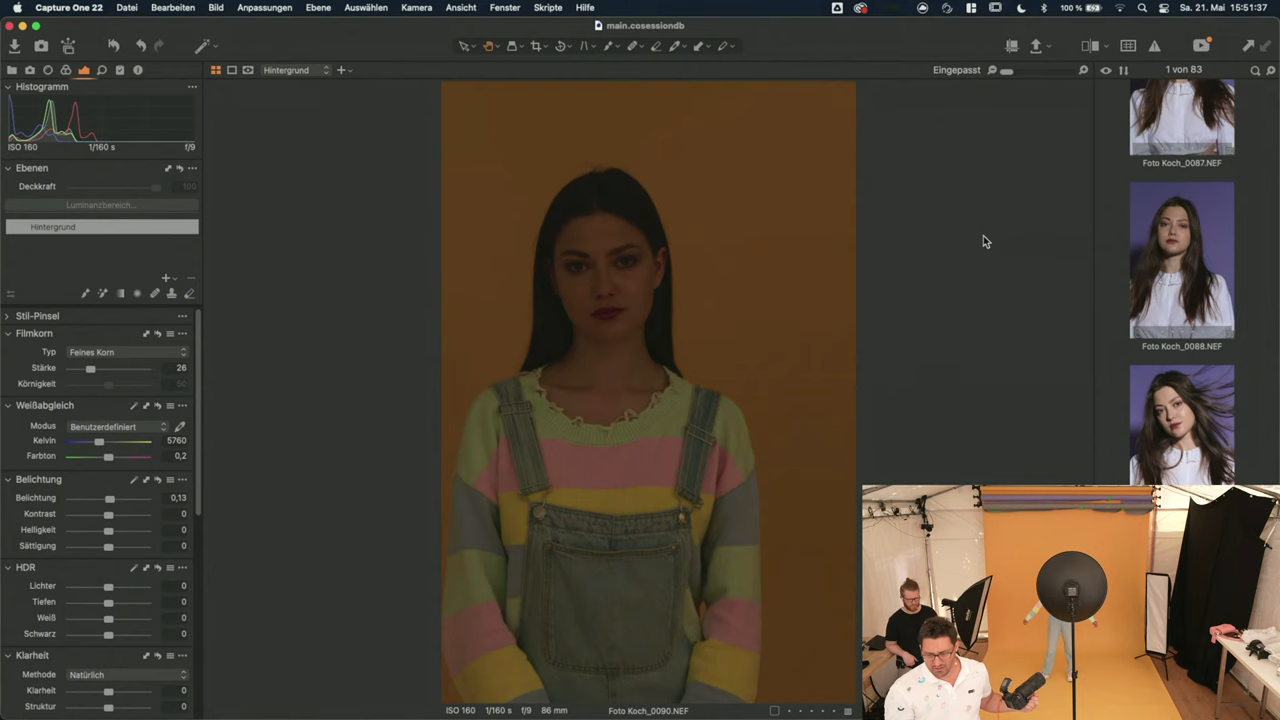 Capture One 22 Datei Bearbeiten Bild Anpassungen Ebene Auswählen Kamera Ansicht Fenster Skripte Hilfe 100 % Sa. 21. Mai 15:51:37
main.cosessiondb
Hintergrund
Eingepasst
1 von 83
Histogramm
ISO 160 1/160 s f/9
Ebenen
Deckkraft 100
Luminanzbereich...
Hintergrund
Stil-Pinsel
Filmkorn
Typ Feines Korn
Stärke 26
Körnigkeit 50
Weißabgleich
Modus Benutzerdefiniert
Kelvin 5760
Farbton 0,2
Belichtung
Belichtung 0,13
Kontrast 0
Helligkeit 0
Sättigung 0
HDR
Lichter 0
Tiefen 0
Weiß 0
Schwarz 0
Klarheit
Methode Natürlich
Klarheit 0
Struktur 0
ISO 160 1/160 s f/9 86 mm Foto Koch_0090.NEF
Foto Koch_0087.NEF
Foto Koch_0088.NEF